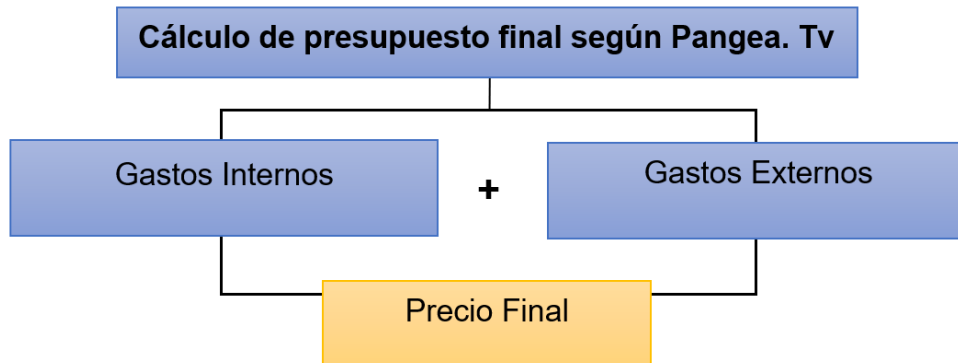 Cálculo de presupuesto final según Pangea. Tv
Gastos Internos
+
Gastos Externos
Precio Final